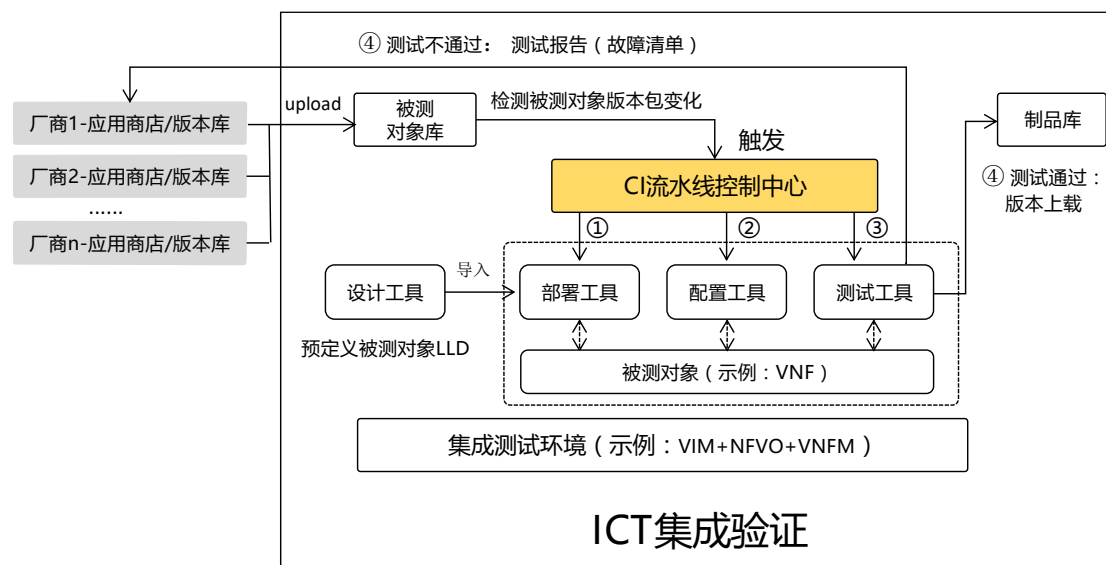 ④ 测试不通过： 测试报告（故障清单）
厂商1-应用商店/版本库
upload
被测
对象库
检测被测对象版本包变化
制品库
触发
厂商2-应用商店/版本库
CI流水线控制中心
④ 测试通过：
版本上载
......
厂商n-应用商店/版本库
①
②
③
设计工具
导入
部署工具
配置工具
测试工具
预定义被测对象LLD
被测对象（示例：VNF）
集成测试环境（示例：VIM+NFVO+VNFM）
ICT集成验证